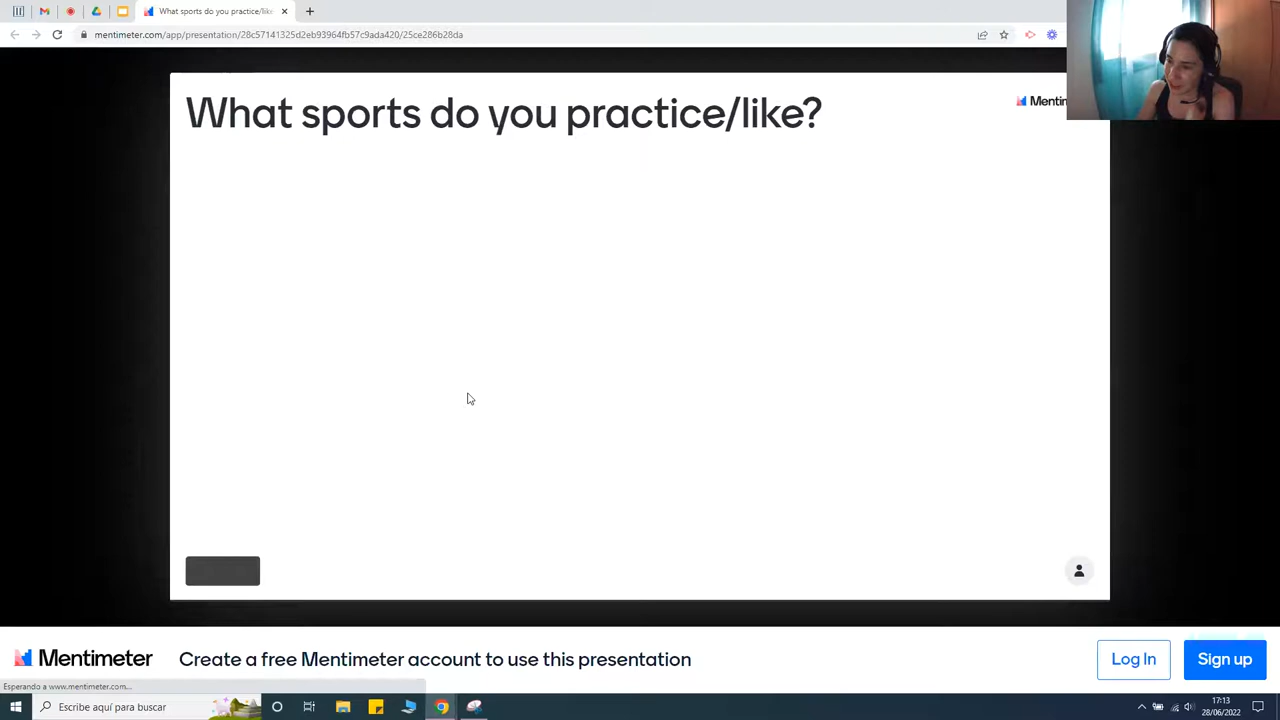 What sports do you practice/like
mentimeter.com/app/presentation/28c57141325d2eb93964fb57c9ada420/25ce286b28da
What sports do you practice/like?
Mentim
Mentimeter
Create a free Mentimeter account to use this presentation
Log In
Sign up
Esperando a www.mentimeter.com...
Escribe aquí para buscar
17:13
28/06/2022